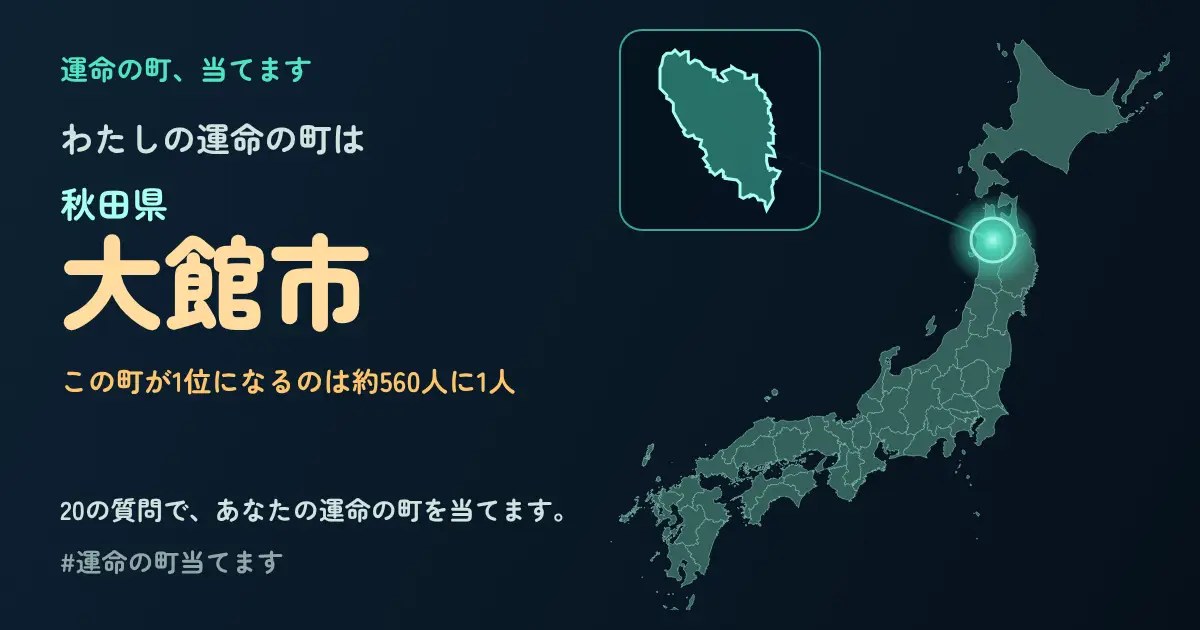 運命の町、当てます
わたしの運命の町は
秋田県
大館市
この町が1位になるのは約560人に1人
20の質問で、あなたの運命の町を当てます。
#運命の町当てます